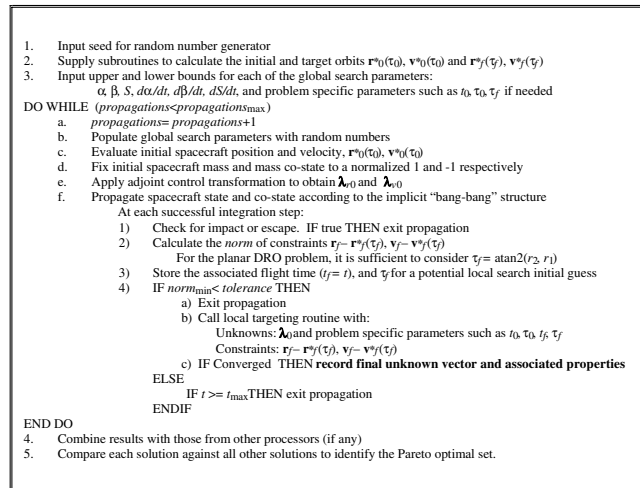 1. Input seed for random number generator
2. Supply subroutines to calculate the initial and target orbits r*0(τ0), v*0(τ0) and r*f(τf), v*f(τf)
3. Input upper and lower bounds for each of the global search parameters:
α, β, S, dα/dt, dβ/dt, dS/dt, and problem specific parameters such as t0, τ0, τf if needed
DO WHILE (propagations<propagationsmax)
a. propagations= propagations+1
b. Populate global search parameters with random numbers
c. Evaluate initial spacecraft position and velocity, r*0(τ0), v*0(τ0)
d. Fix initial spacecraft mass and mass co-state to a normalized 1 and -1 respectively
e. Apply adjoint control transformation to obtain λr0 and λv0
f. Propagate spacecraft state and co-state according to the implicit “bang-bang” structure
At each successful integration step:
1) Check for impact or escape. IF true THEN exit propagation
2) Calculate the norm of constraints rf– r*f(τf), vf– v*f(τf)
For the planar DRO problem, it is sufficient to consider τf = atan2(r2, r1)
3) Store the associated flight time (tf= t), and τf for a potential local search initial guess
4) IF normmin< tolerance THEN
a) Exit propagation
b) Call local targeting routine with:
Unknowns: λ0 and problem specific parameters such as t0, τ0, tf, τf
Constraints: rf– r*f(τf), vf– v*f(τf)
c) IF Converged THEN record final unknown vector and associated properties
ELSE
IF t >= tmax THEN exit propagation
ENDIF
END DO
4. Combine results with those from other processors (if any)
5. Compare each solution against all other solutions to identify the Pareto optimal set.